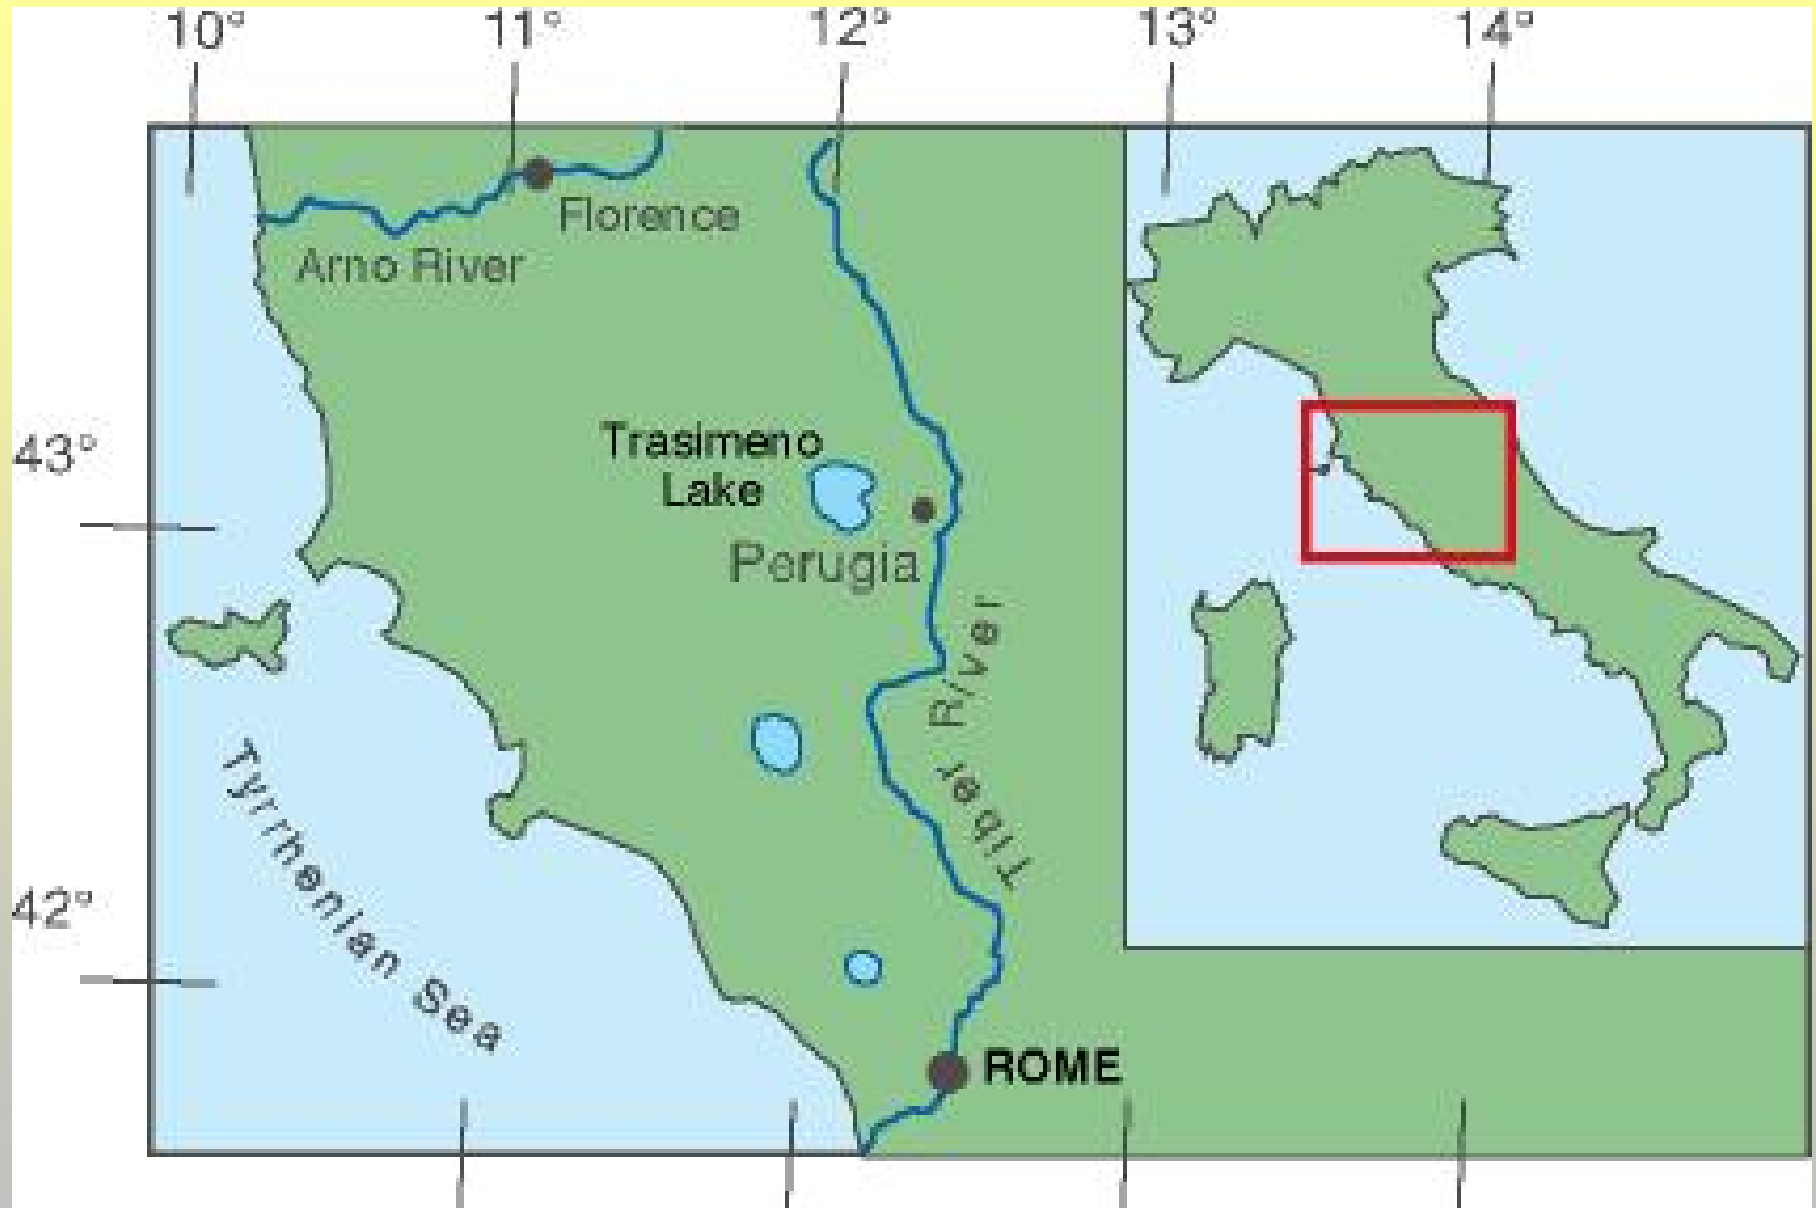 10° 11° 12° 13° 14°
Florence
Arno River
43°
Trasimeno
Lake
Perugia
Tiber River
42°
Tyrrhenian Sea
ROME